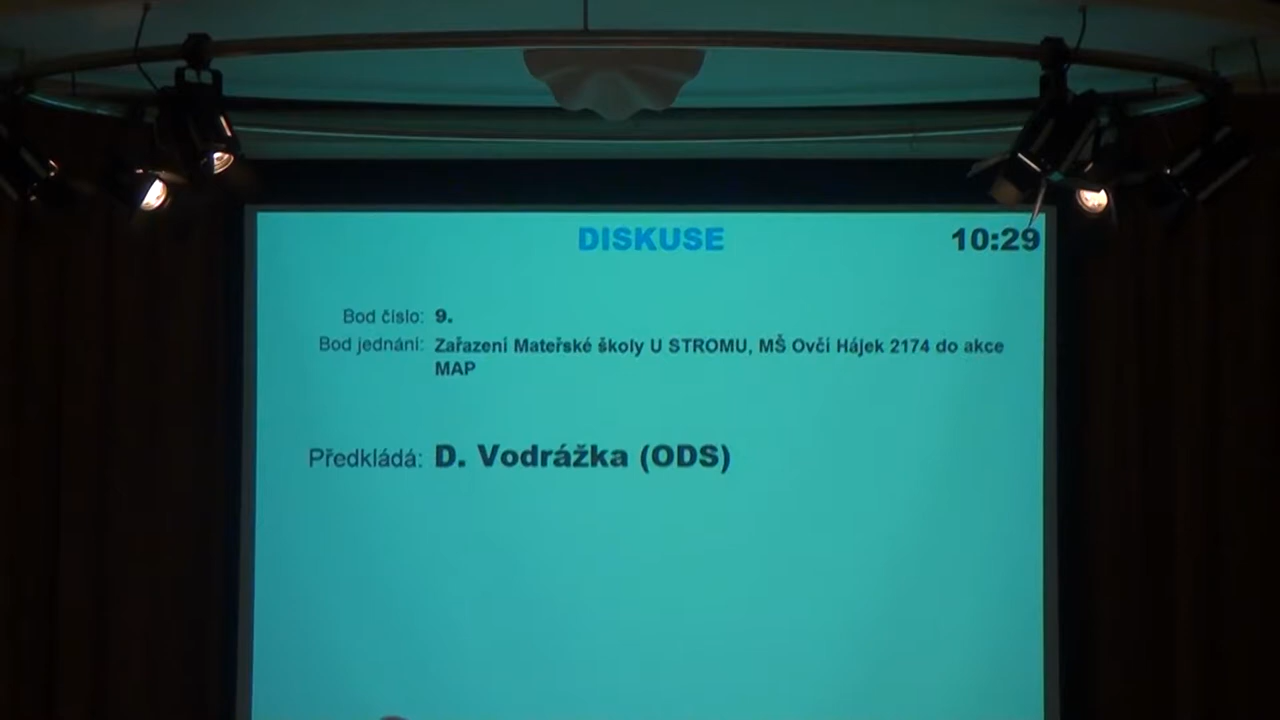 DISKUSE
10:29
Bod číslo: 9.
Bod jednání: Zařazení Mateřské školy U STROMU, MŠ Ovčí Hájek 2174 do akce
MAP
Předkládá: D. Vodrážka (ODS)